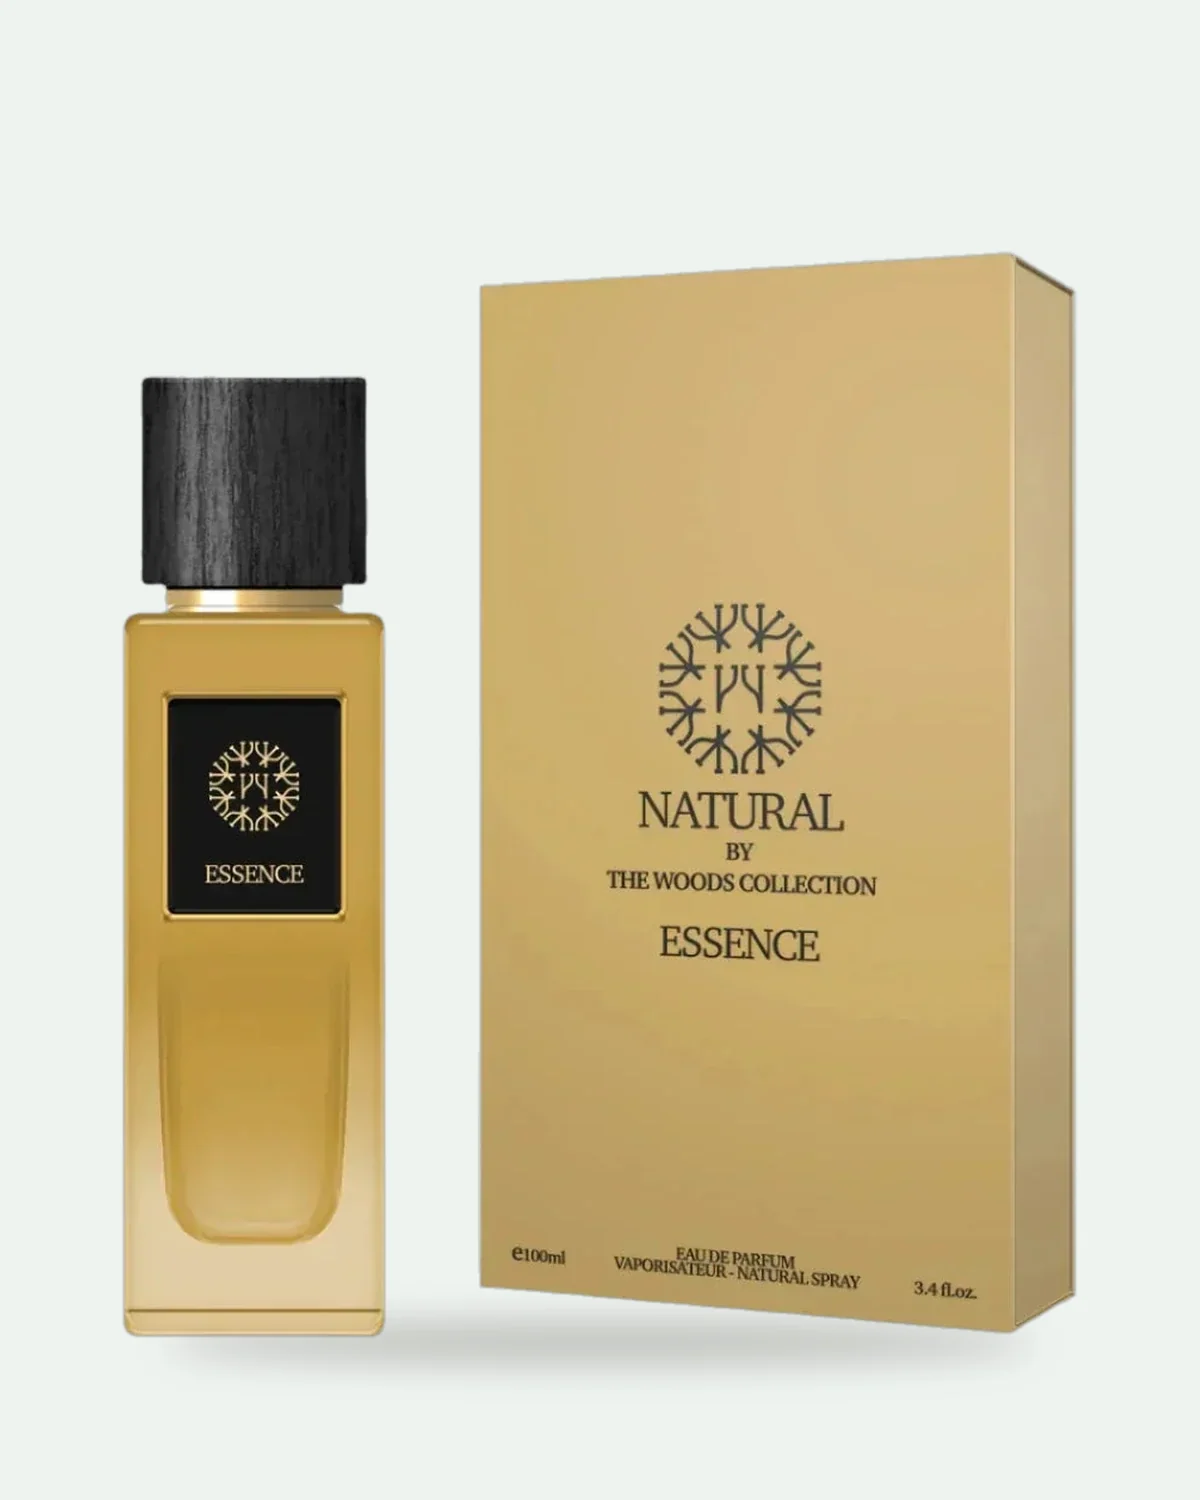 ESSENCE
NATURAL
BY
THE WOODS COLLECTION
ESSENCE
e100ml
EAU DE PARFUM
VAPORISATEUR - NATURAL SPRAY
3.4 fl.oz.